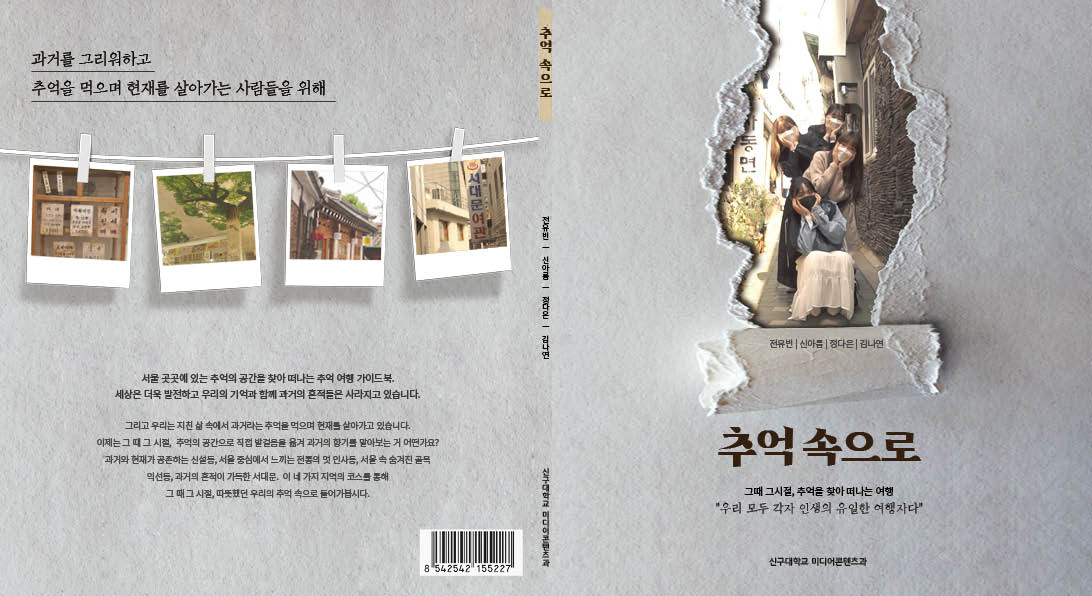 과거를 그리워하고
추억을 먹으며 현재를 살아가는 사람들을 위해
서대문여관
서울 곳곳에 있는 추억의 공간을 찾아 떠나는 추억 여행 가이드북.
세상은 더욱 발전하고 우리의 기억과 함께 과거의 흔적들은 사라지고 있습니다.
그리고 우리는 지친 삶 속에서 과거라는 추억을 먹으며 현재를 살아가고 있습니다.
이제는 그 때 그 시절, 추억의 공간으로 직접 발걸음을 옮겨 과거의 향기를 맡아보는 거 어떤가요?
과거와 현재가 공존하는 신설동, 서울 중심에서 느끼는 전통의 멋 인사동, 서울 속 숨겨진 골목
익선동, 과거의 흔적이 가득한 서대문. 이 네 가지 지역의 코스를 통해
그 때 그 시절, 따뜻했던 우리의 추억 속으로 들어가봅시다.
8 542542 155227
추억 속으로
전유빈 | 신아름 | 정다은 | 김나연
신구대학교 미디어콘텐츠과
동면
전유빈 | 신아름 | 정다은 | 김나연
추억 속으로
그때 그시절, 추억을 찾아 떠나는 여행
"우리 모두 각자 인생의 유일한 여행자다"
신구대학교 미디어콘텐츠과